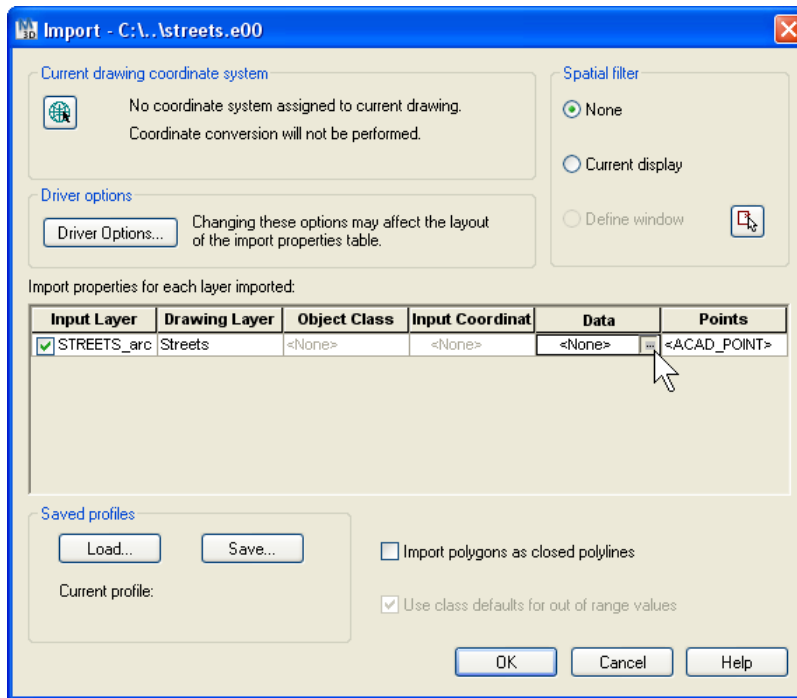 Import - C:\..\streets.e00
Current drawing coordinate system
No coordinate system assigned to current drawing.
Coordinate conversion will not be performed.
Spatial filter
None
Current display
Define window
Driver options
Driver Options...
Changing these options may affect the layout
of the import properties table.
Import properties for each layer imported:
Input Layer Drawing Layer Object Class Input Coordinat Data Points
STREETS_arc Streets <None> <None> <None> ... <ACAD_POINT>
Saved profiles
Load... Save...
Current profile:
Import polygons as closed polylines
Use class defaults for out of range values
OK Cancel Help